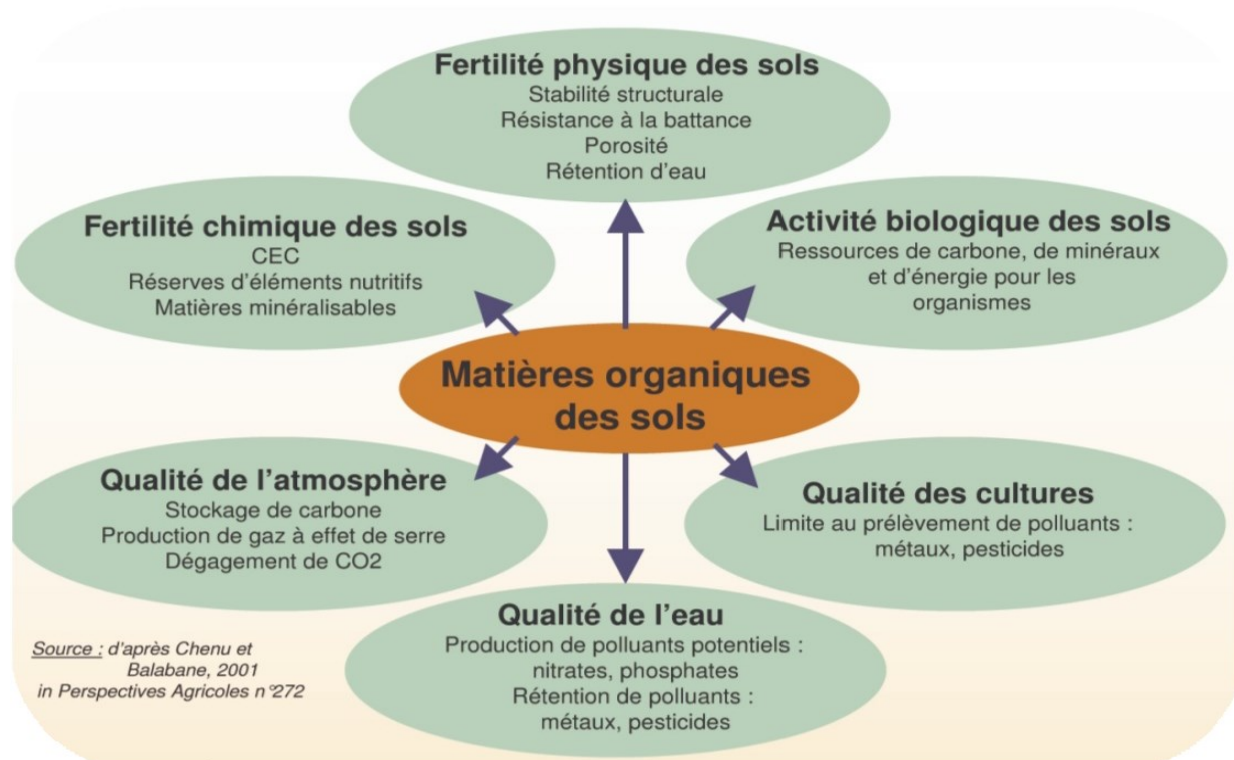 Fertilité physique des sols
Stabilité structurale
Résistance à la battance
Porosité
Rétention d'eau
Fertilité chimique des sols
CEC
Réserves d'éléments nutritifs
Matières minéralisables
Activité biologique des sols
Ressources de carbone, de minéraux
et d'énergie pour les
organismes
Matières organiques
des sols
Qualité de l'atmosphère
Stockage de carbone
Production de gaz à effet de serre
Dégagement de CO2
Qualité des cultures
Limite au prélèvement de polluants :
métaux, pesticides
Qualité de l'eau
Production de polluants potentiels :
nitrates, phosphates
Rétention de polluants :
métaux, pesticides
Source : d'après Chenu et
Balabane, 2001
in Perspectives Agricoles n°272